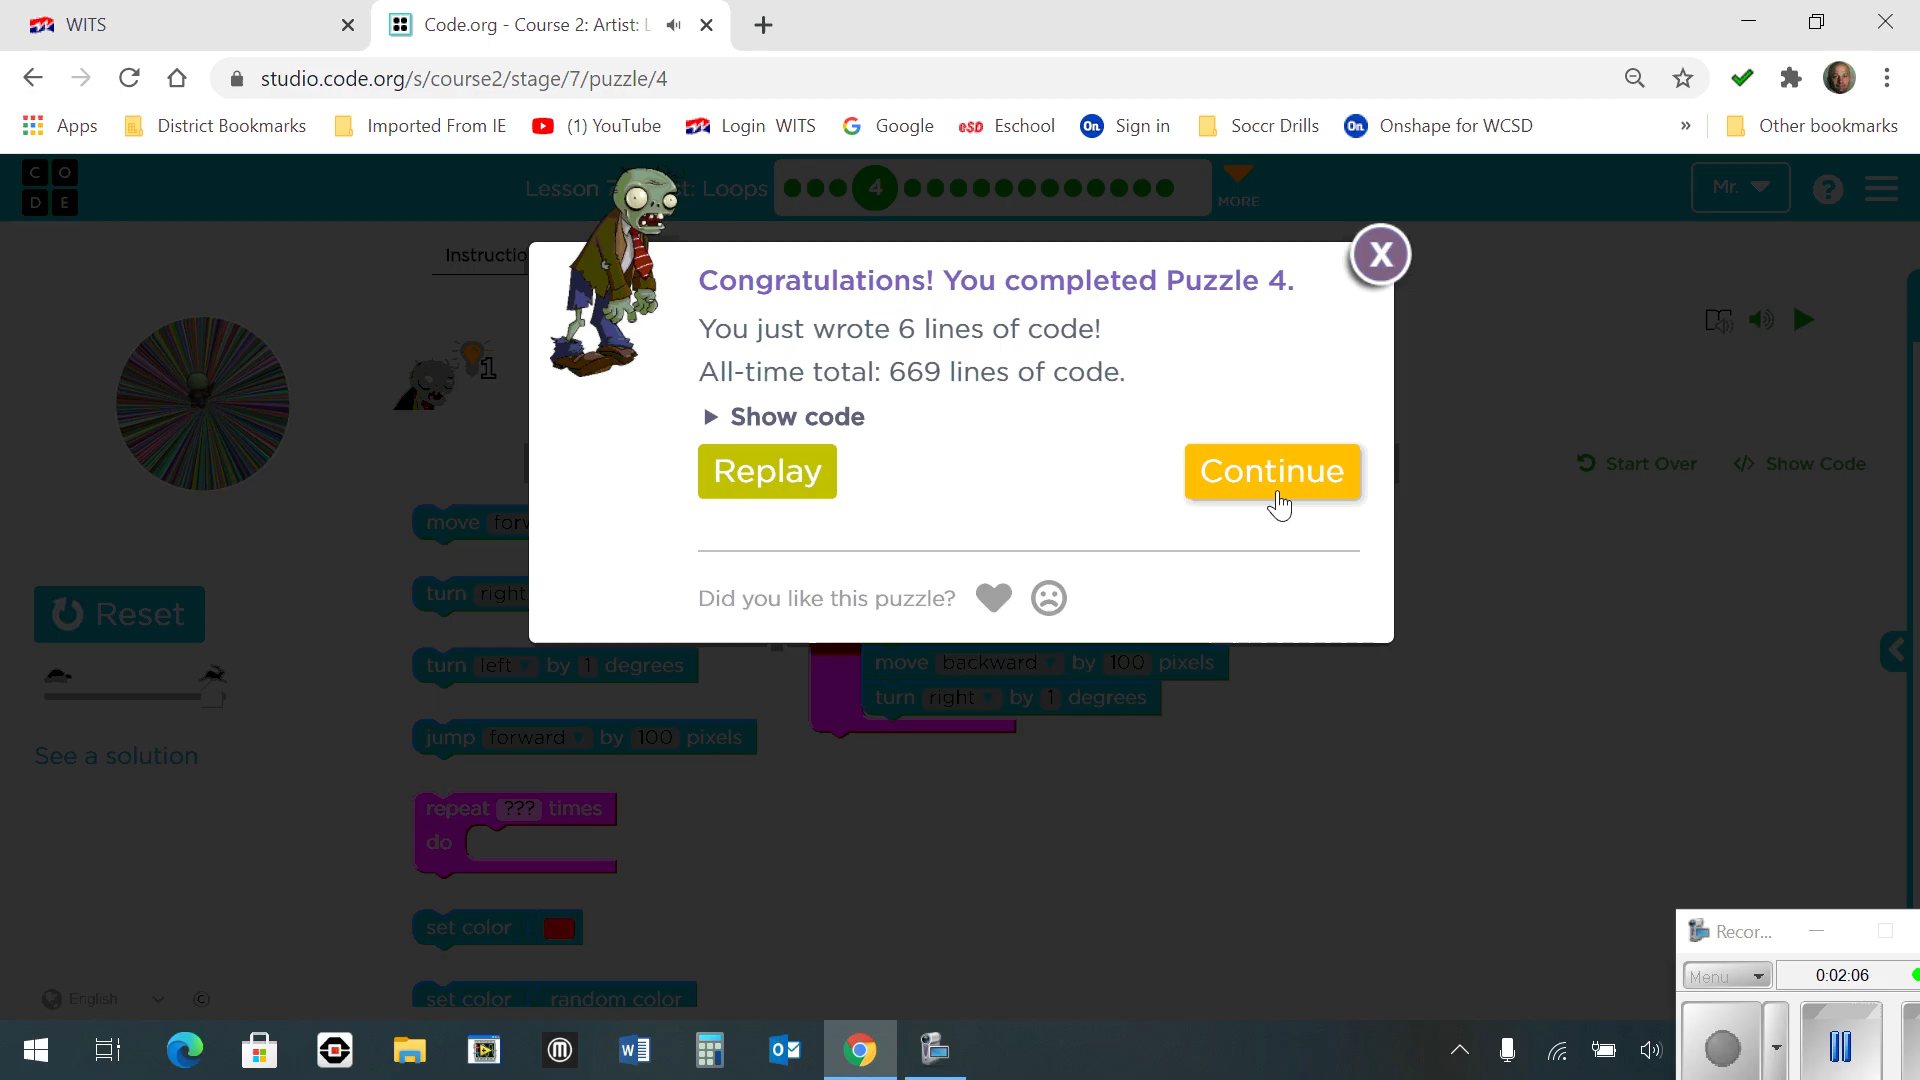 WITS
Code.org - Course 2: Artist: L
studio.code.org/s/course2/stage/7/puzzle/4
Apps District Bookmarks Imported From IE (1) YouTube Login WITS Google eSD Eschool On Sign in Soccr Drills On Onshape for WCSD » Other bookmarks
C O
D E
Lesson 7 st: Loops 4 MORE Mr. ?
Instructio
X
Congratulations! You completed Puzzle 4.
You just wrote 6 lines of code!
All-time total: 669 lines of code.
Show code
Replay Continue
Did you like this puzzle?
1
Start Over </> Show Code
move forw
turn right
turn left by 1 degrees
jump forward by 100 pixels
repeat ??? times
do
set color
set color random color
move backward by 100 pixels
turn right by 1 degrees
Reset
See a solution
English ©
Recor...
Menu 0:02:06